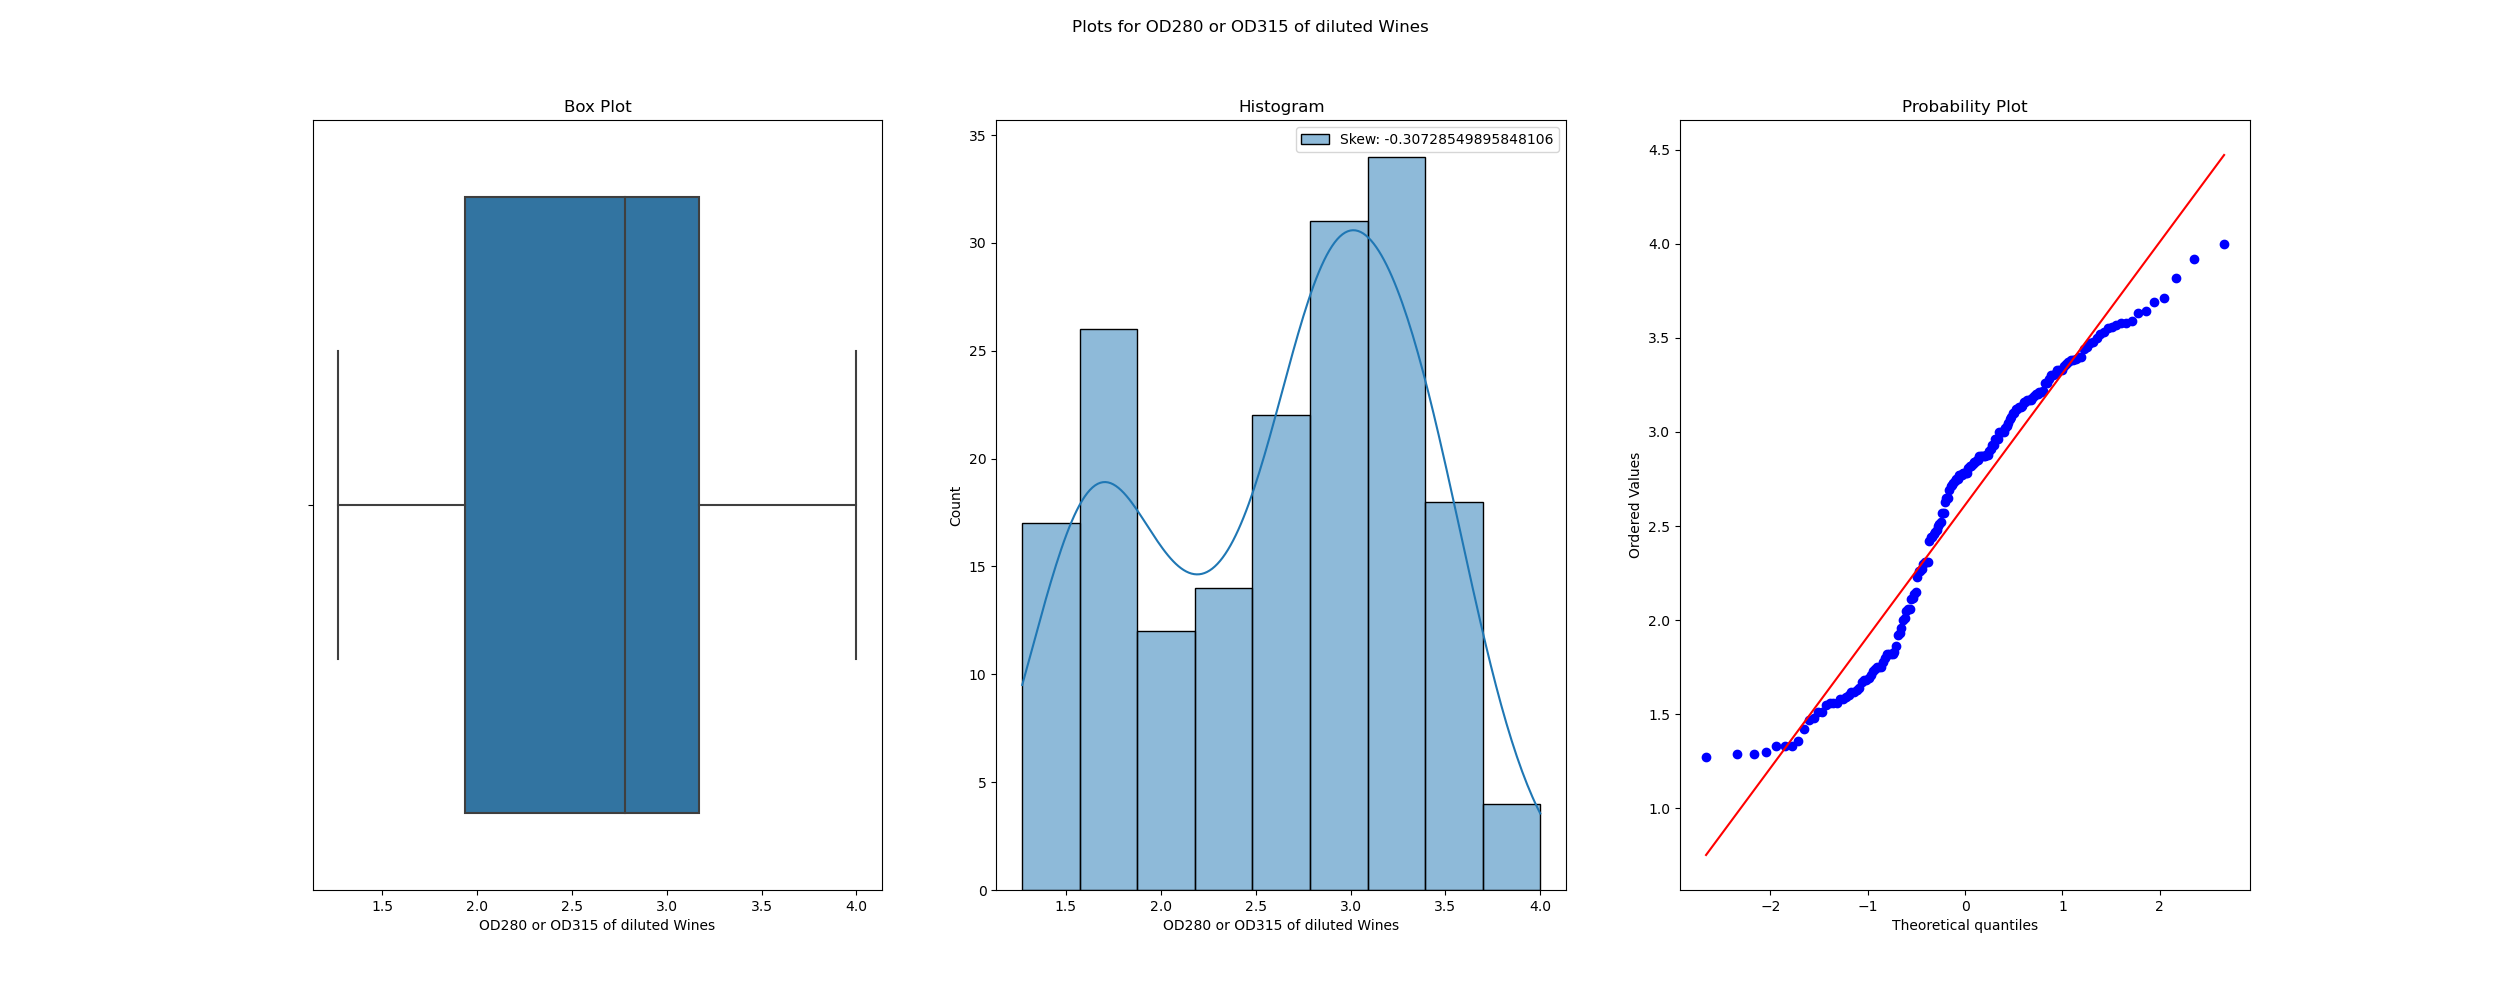 Plots for OD280 or OD315 of diluted Wines
Box Plot
1.5 2.0 2.5 3.0 3.5 4.0
OD280 or OD315 of diluted Wines
Histogram
Skew: -0.30728549895848106
35
30
25
20
15
10
5
0
Count
1.5 2.0 2.5 3.0 3.5 4.0
OD280 or OD315 of diluted Wines
Probability Plot
4.5
4.0
3.5
3.0
2.5
2.0
1.5
1.0
Ordered Values
−2 −1 0 1 2
Theoretical quantiles